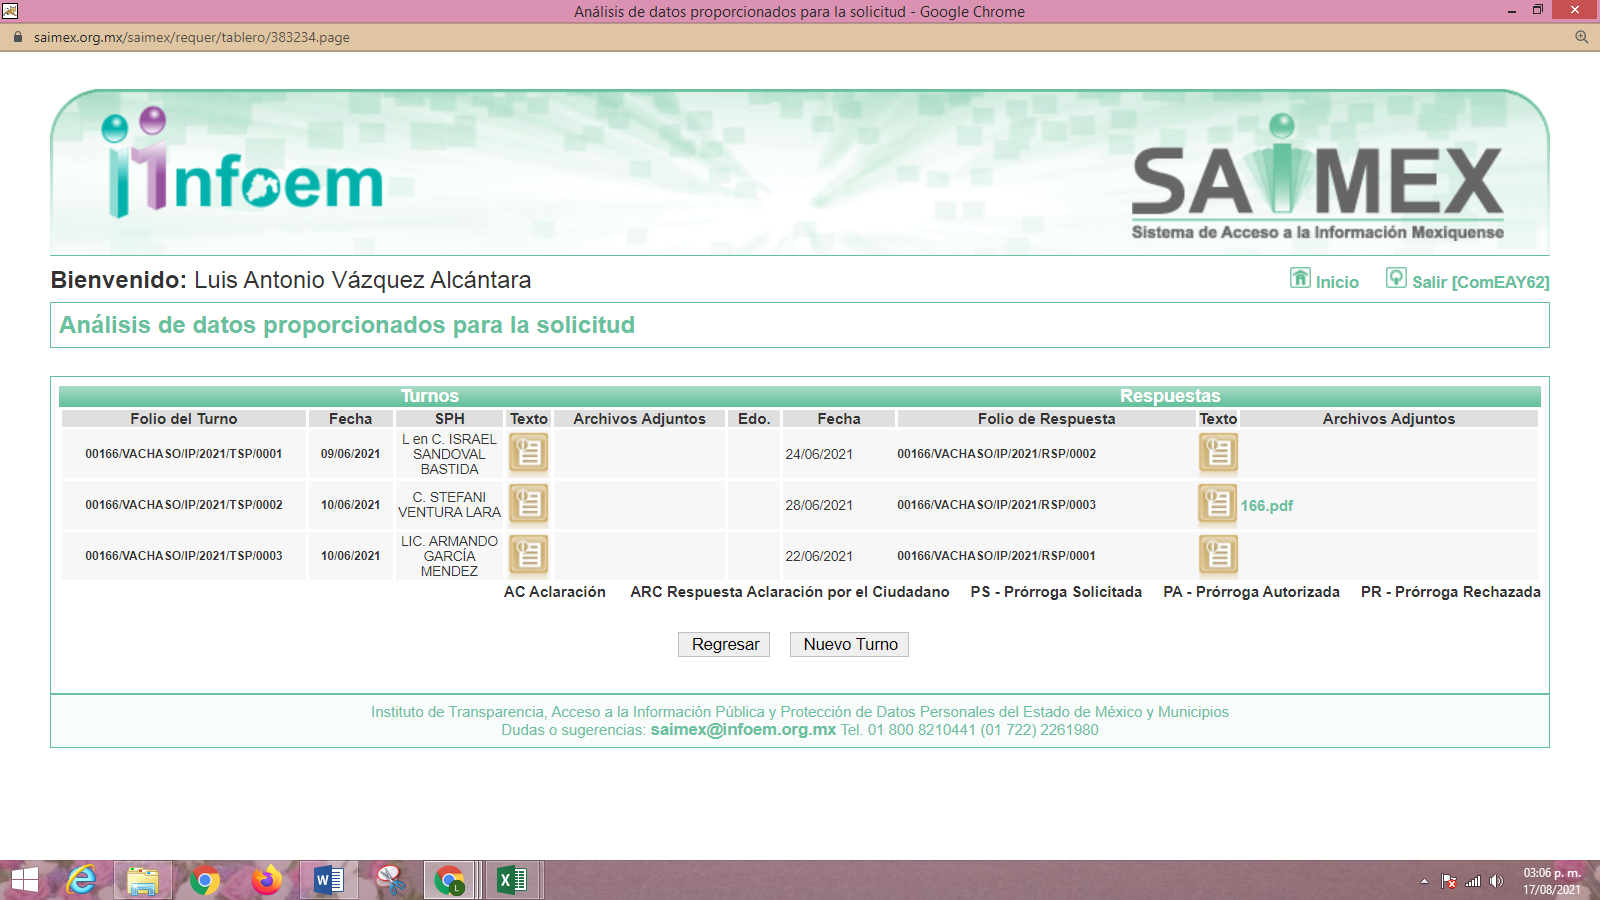 Análisis de datos proporcionados para la solicitud - Google Chrome
saimex.org.mx/saimex/requer/tablero/383234.page
infoem
SAIMEX
Sistema de Acceso a la Información Mexiquense
Bienvenido: Luis Antonio Vázquez Alcántara
Inicio Salir [ComEAY62]
Análisis de datos proporcionados para la solicitud
Turnos Respuestas
Folio del Turno Fecha SPH Texto Archivos Adjuntos Edo. Fecha Folio de Respuesta Texto Archivos Adjuntos
00166/VACHASO/IP/2021/TSP/0001 09/06/2021 L en C. ISRAEL SANDOVAL BASTIDA 24/06/2021 00166/VACHASO/IP/2021/RSP/0002
00166/VACHASO/IP/2021/TSP/0002 10/06/2021 C. STEFANI VENTURA LARA 28/06/2021 00166/VACHASO/IP/2021/RSP/0003 166.pdf
00166/VACHASO/IP/2021/TSP/0003 10/06/2021 LIC. ARMANDO GARCÍA MENDEZ 22/06/2021 00166/VACHASO/IP/2021/RSP/0001
AC Aclaración ARC Respuesta Aclaración por el Ciudadano PS - Prórroga Solicitada PA - Prórroga Autorizada PR - Prórroga Rechazada
Regresar Nuevo Turno
Instituto de Transparencia, Acceso a la Información Pública y Protección de Datos Personales del Estado de México y Municipios
Dudas o sugerencias: saimex@infoem.org.mx Tel. 01 800 8210441 (01 722) 2261980
03:06 p. m.
17/08/2021